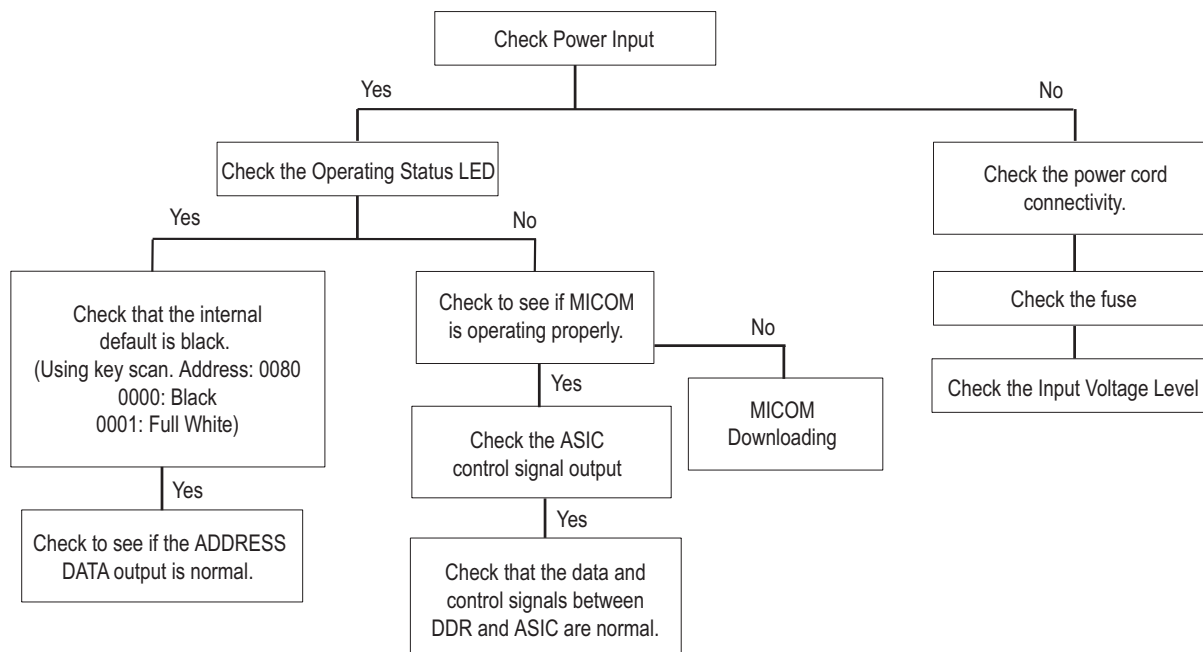 Check Power Input
Yes
No
Check the Operating Status LED
Check the power cord
connectivity.
Yes
No
Check that the internal
default is black.
(Using key scan. Address: 0080
0000: Black
0001: Full White)
Check to see if MICOM
is operating properly.
No
Check the fuse
Yes
MICOM
Downloading
Check the Input Voltage Level
Check the ASIC
control signal output
Yes
Yes
Check to see if the ADDRESS
DATA output is normal.
Check that the data and
control signals between
DDR and ASIC are normal.